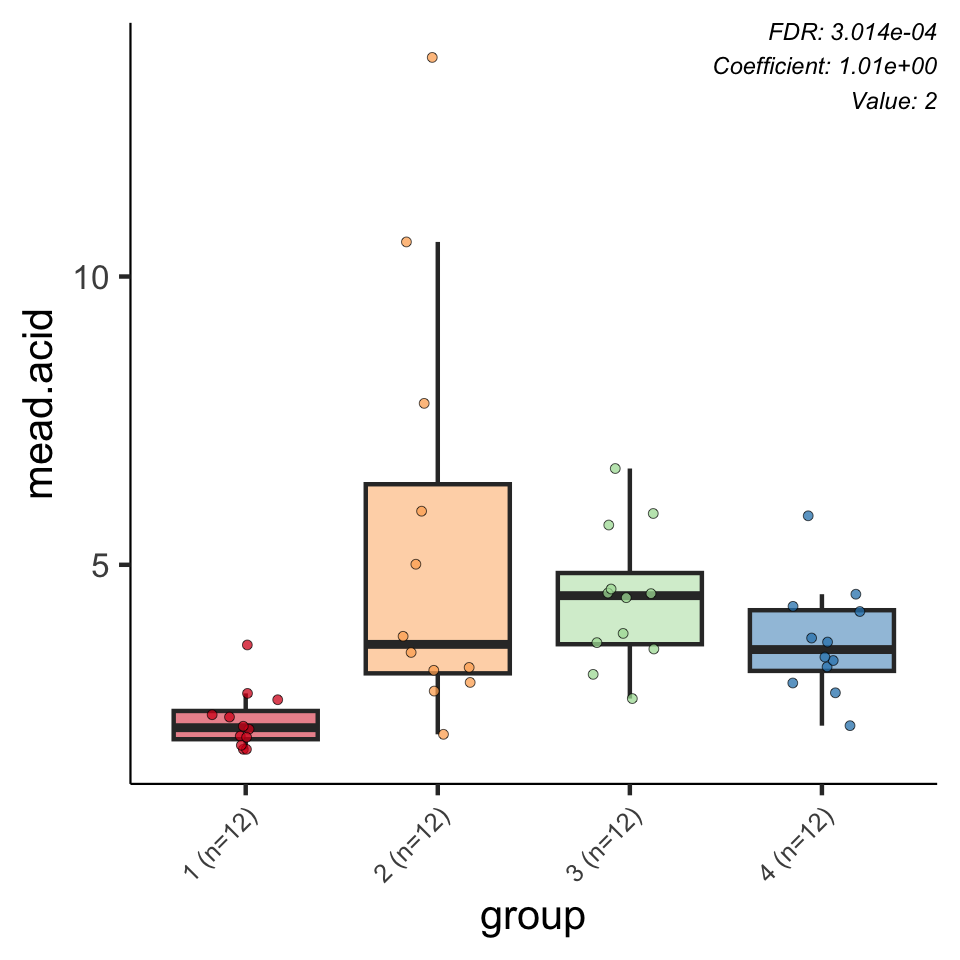 FDR: 3.014e-04
Coefficient: 1.01e+00
Value: 2
mead.acid
10
5
1 (n=12)
2 (n=12)
3 (n=12)
4 (n=12)
group